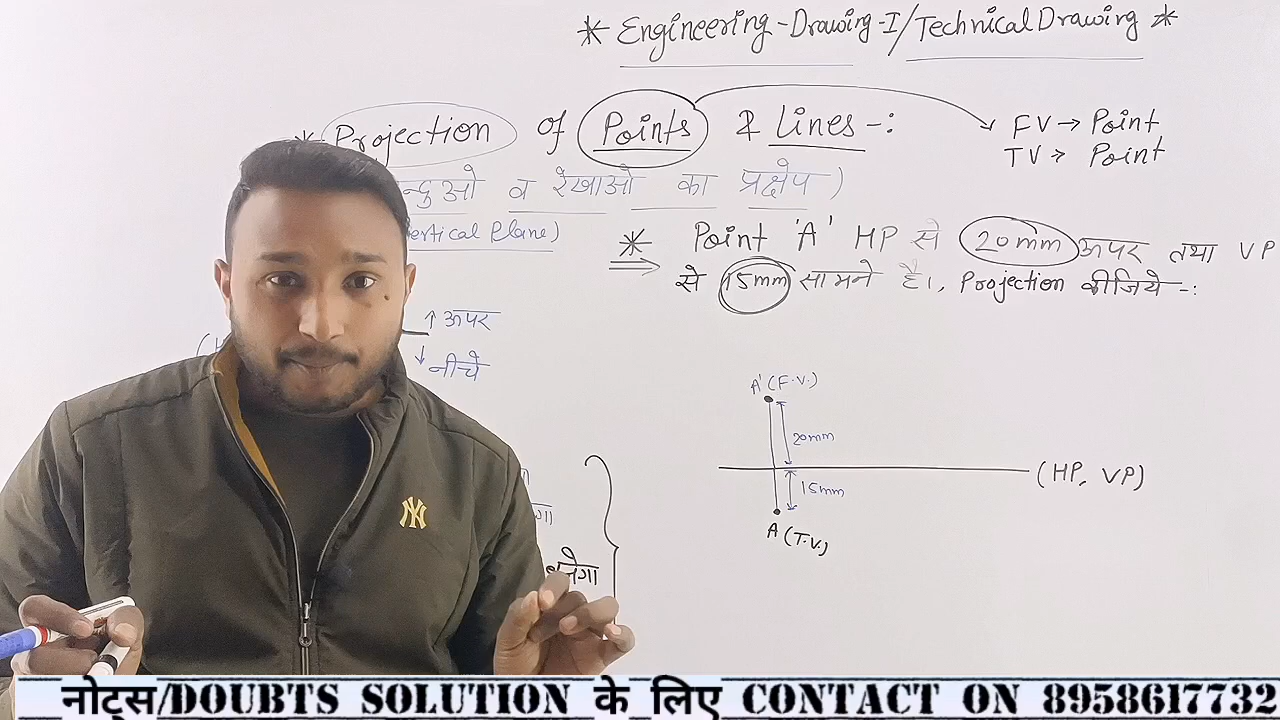 * Engineering-Drawing-I/Technical Drawing *
* Projection of Points & Lines -:
न्दुओ व रेखाओ का प्रक्षेप )
ertical Plane)
FV → Point
TV → Point
* Point 'A' HP से 20mm ऊपर तथा VP
⇒ से 15mm सामने है।, Projection कीजिये -:
↑ ऊपर
↓ नीचे
A' (F.V.)
20mm
(HP, VP)
15mm
A (T.V.)
NY
नोट्स/DOUBTS SOLUTION के लिए CONTACT ON 8958617732